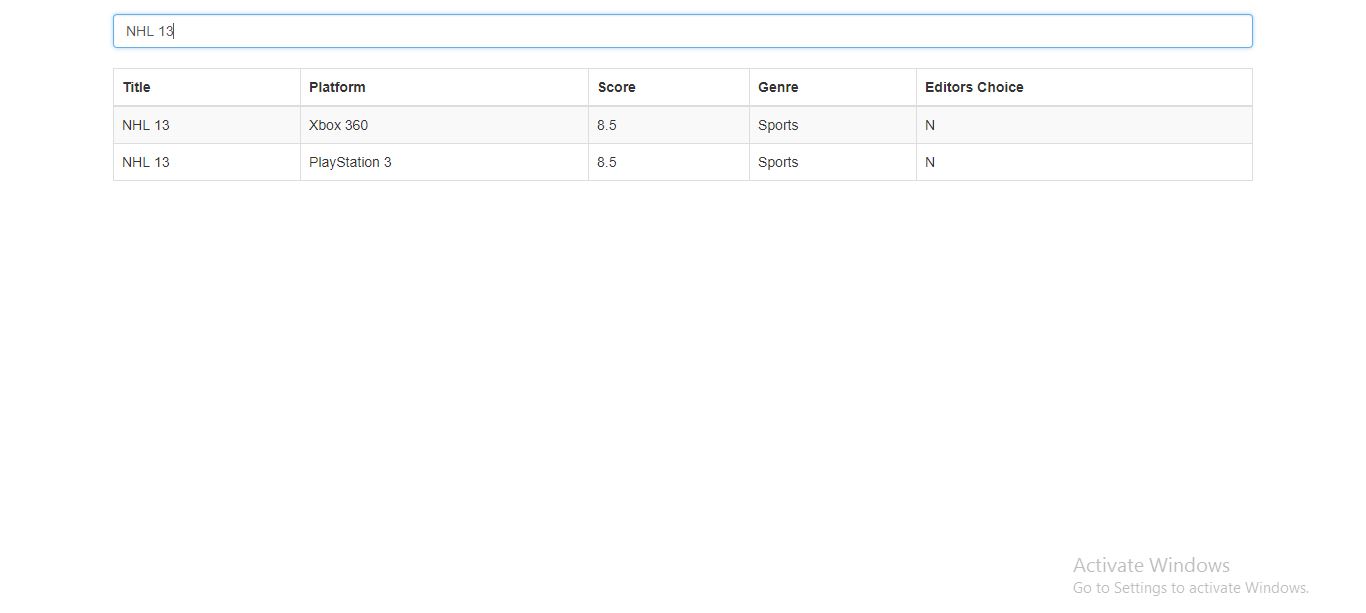 NHL 13
Title Platform Score Genre Editors Choice
NHL 13 Xbox 360 8.5 Sports N
NHL 13 PlayStation 3 8.5 Sports N
Activate Windows
Go to Settings to activate Windows.